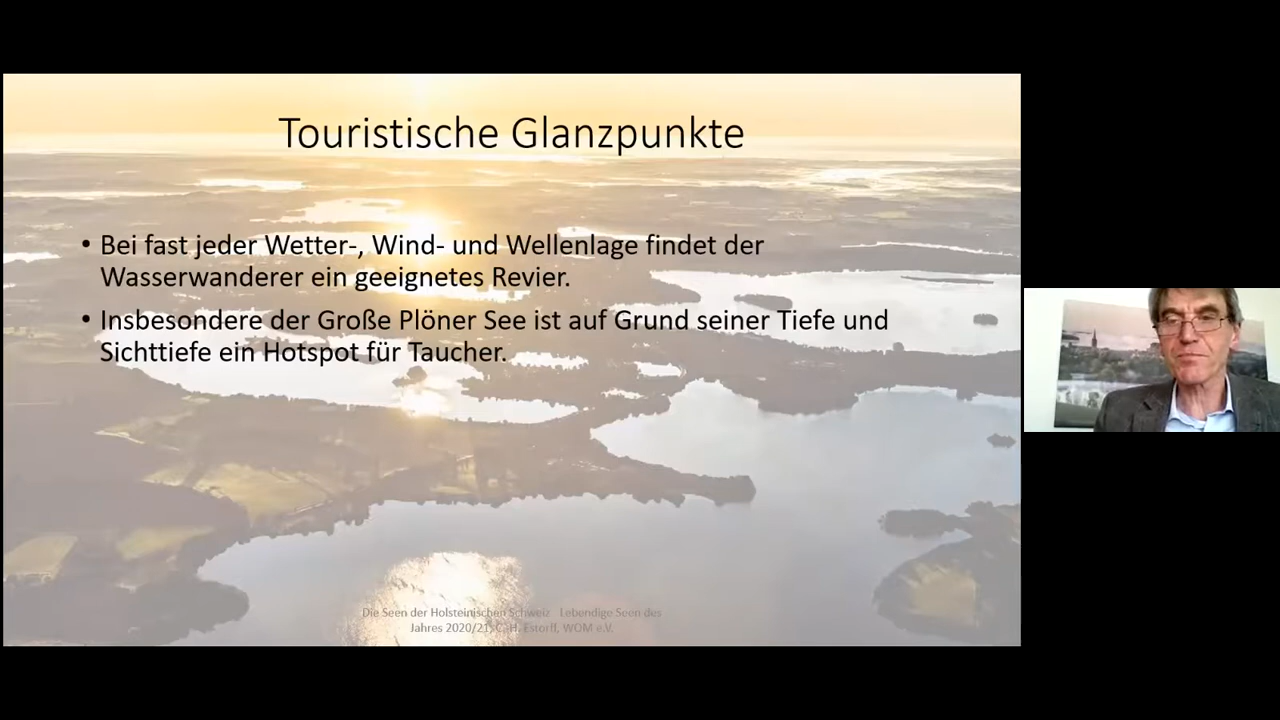 Touristische Glanzpunkte
• Bei fast jeder Wetter-, Wind- und Wellenlage findet der
Wasserwanderer ein geeignetes Revier.
• Insbesondere der Große Plöner See ist auf Grund seiner Tiefe und
Sichttiefe ein Hotspot für Taucher.
Die Seen der Holsteinischen Schweiz Lebendige Seen des
Jahres 2020/21, C.-H. Estorff, WOM e.V.